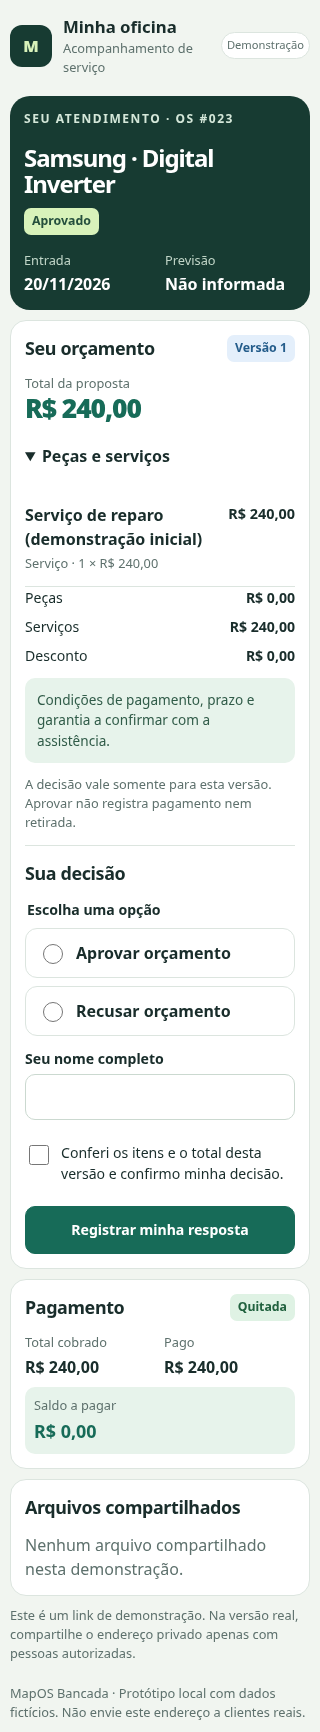 M
Minha oficina
Acompanhamento de
serviço
Demonstração
SEU ATENDIMENTO · OS #023
Samsung · Digital
Inverter
Aprovado
Entrada
Previsão
20/11/2026
Não informada
Seu orçamento
Versão 1
Total da proposta
R$ 240,00
▼ Peças e serviços
Serviço de reparo
(demonstração inicial)
R$ 240,00
Serviço · 1 × R$ 240,00
Peças
R$ 0,00
Serviços
R$ 240,00
Desconto
R$ 0,00
Condições de pagamento, prazo e
garantia a confirmar com a
assistência.
A decisão vale somente para esta versão.
Aprovar não registra pagamento nem
retirada.
Sua decisão
Escolha uma opção
Aprovar orçamento
Recusar orçamento
Seu nome completo
Conferi os itens e o total desta
versão e confirmo minha decisão.
Registrar minha resposta
Pagamento
Quitada
Total cobrado
Pago
R$ 240,00
R$ 240,00
Saldo a pagar
R$ 0,00
Arquivos compartilhados
Nenhum arquivo compartilhado
nesta demonstração.
Este é um link de demonstração. Na versão real,
compartilhe o endereço privado apenas com
pessoas autorizadas.
MapOS Bancada · Protótipo local com dados
fictícios. Não envie este endereço a clientes reais.